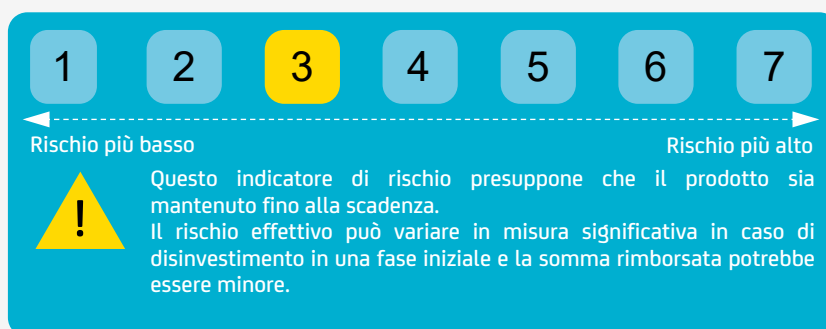 1 2 3 4 5 6 7
Rischio più basso Rischio più alto
Questo indicatore di rischio presuppone che il prodotto sia
mantenuto fino alla scadenza.
!
Il rischio effettivo può variare in misura significativa in caso di
disinvestimento in una fase iniziale e la somma rimborsata potrebbe
essere minore.